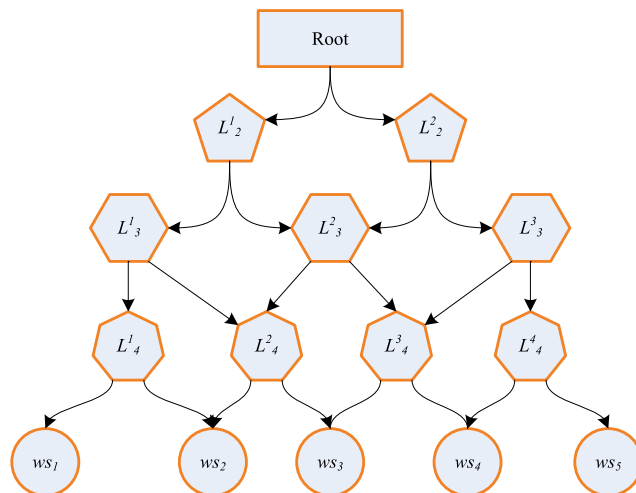 Root
L¹₂ L²₂
L¹₃ L²₃ L³₃
L¹₄ L²₄ L³₄ L⁴₄
ws₁ ws₂ ws₃ ws₄ ws₅